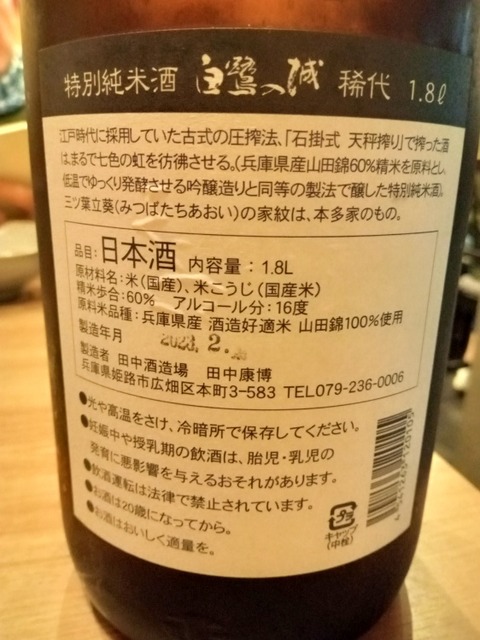 特別純米酒 白鷺の城 稀代 1.8ℓ
江戸時代に採用していた古式の圧搾法、「石掛式 天秤搾り」で搾った酒
は、まるで七色の虹を彷彿させる。(兵庫県産山田錦60%精米を原料とし、
低温でゆっくり発酵させる吟醸造りと同等の製法で醸した特別純米酒)。
三ツ葉立葵(みつばたちあおい)の家紋は、本多家のもの。
品目:日本酒 内容量:1.8L
原材料名:米(国産)、米こうじ(国産米)
精米歩合:60% アルコール分:16度
原料米品種:兵庫県産 酒造好適米 山田錦100%使用
製造年月 2023. 2.
製造者 田中酒造場 田中康博
兵庫県姫路市広畑区本町3-583 TEL079-236-0006
●光や高温をさけ、冷暗所で保存してください。
●妊娠中や授乳期の飲酒は、胎児・乳児の
発育に悪影響を与えるおそれがあります。
●飲酒運転は法律で禁止されています。
●お酒は20歳になってから。
●お酒はおいしく適量を。
プラ
キャップ
(中栓)